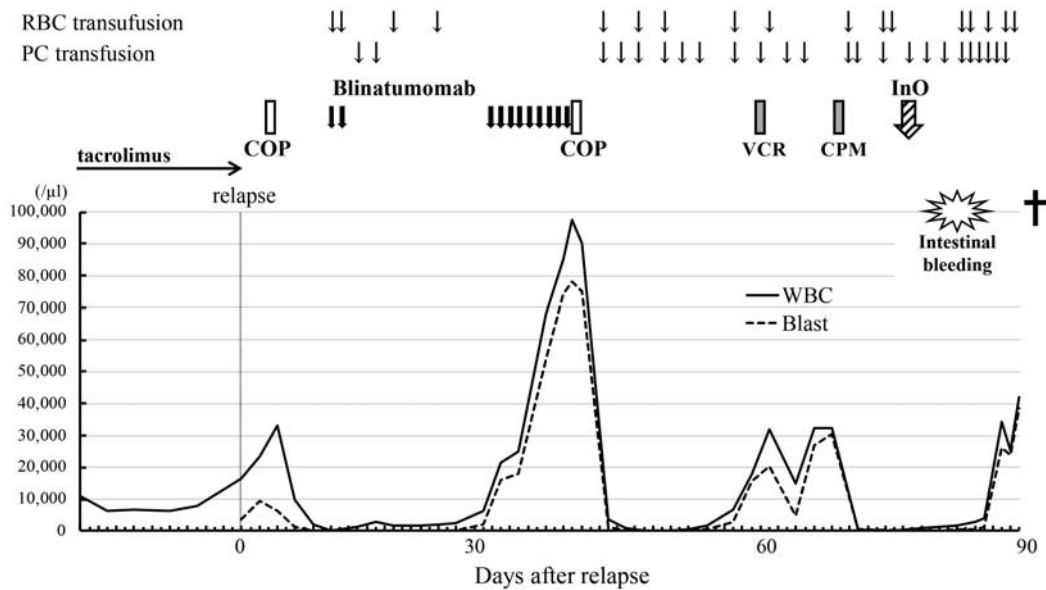 RBC transufusion
PC transfusion
Blinatumomab
InO
COP
COP
VCR
CPM
tacrolimus
(/μl)
relapse
100,000
90,000
80,000
70,000
60,000
50,000
40,000
30,000
20,000
10,000
0
Intestinal
bleeding
WBC
Blast
0
30
60
90
Days after relapse